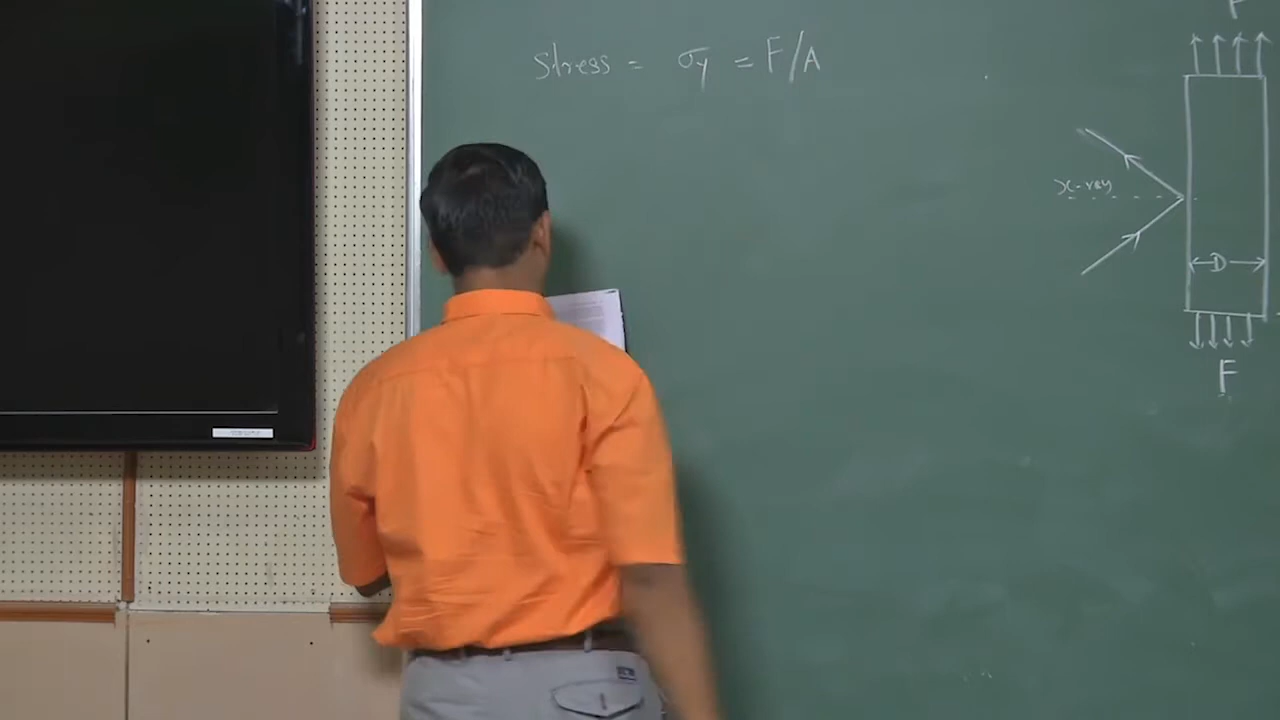 Stress = σy = F/A
F
X-ray
D
F